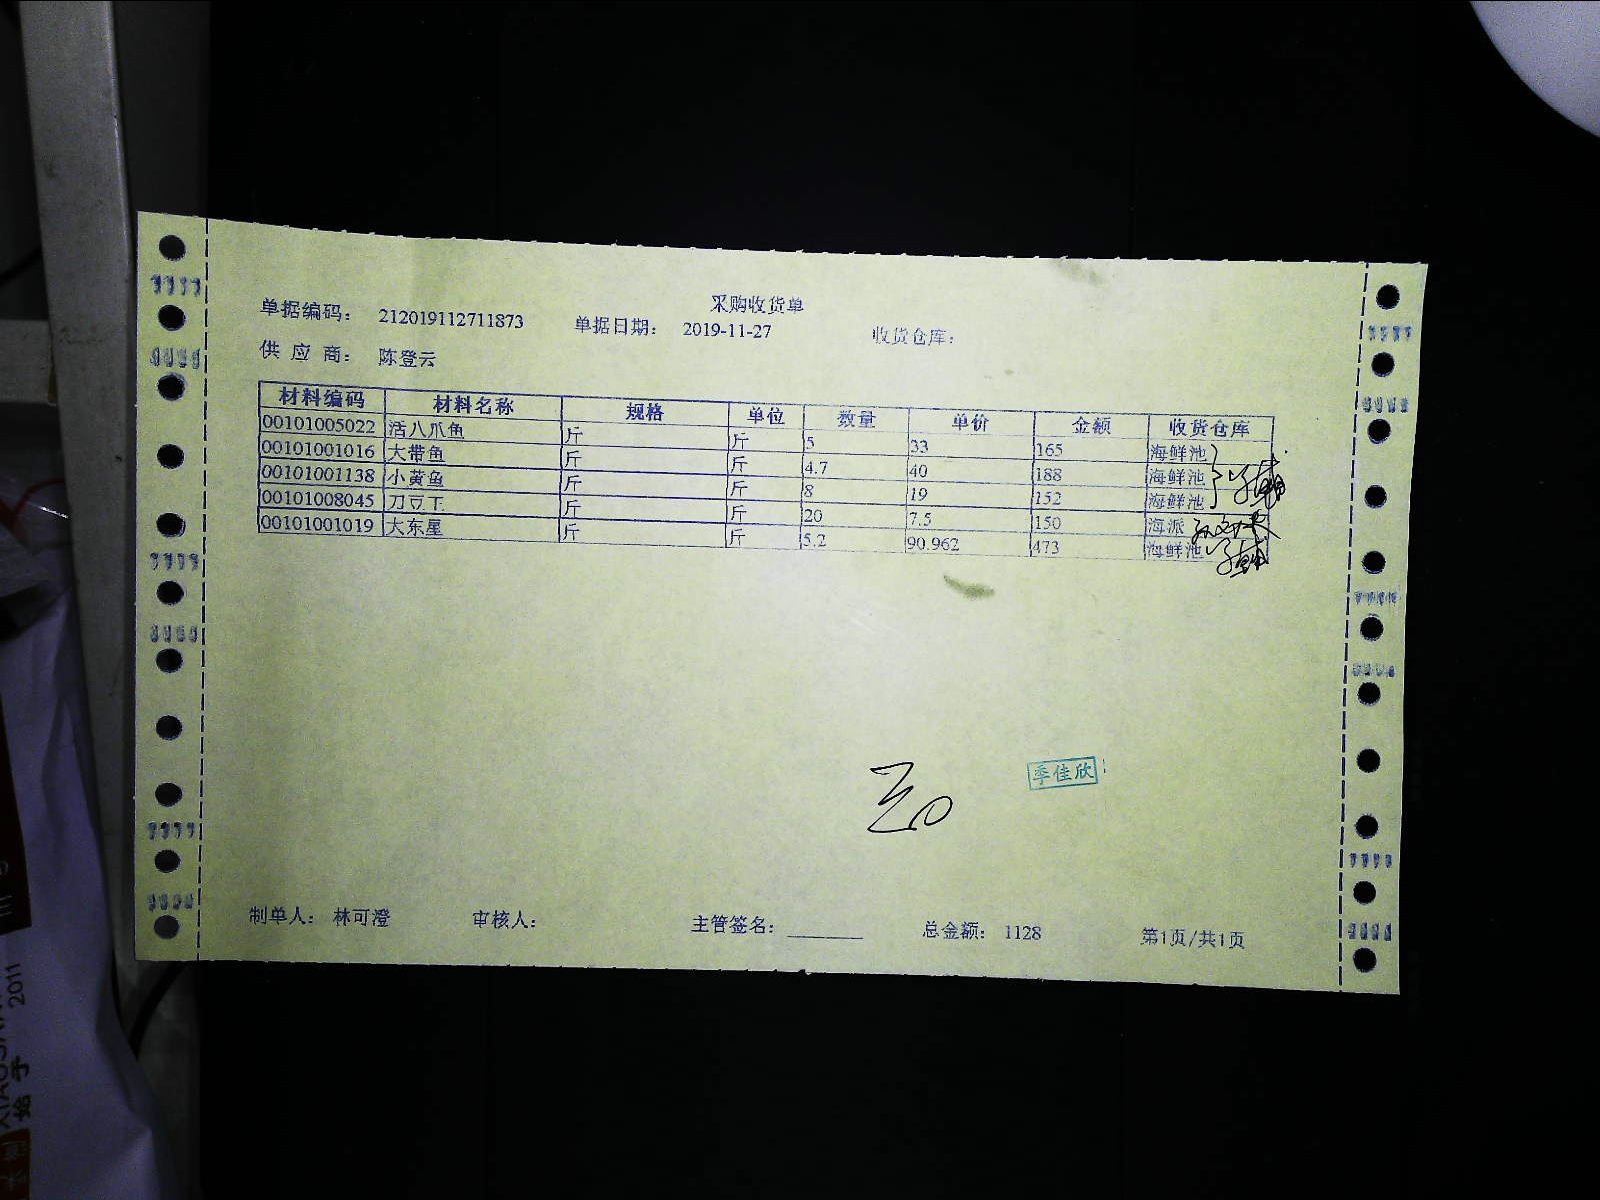 采购收货单
单据编码： 212019112711873 单据日期： 2019-11-27 收货仓库：
供 应 商： 陈登云
材料编码 材料名称 规格 单位 数量 单价 金额 收货仓库
00101005022 活八爪鱼 斤 斤 5 33 165 海鲜池
00101001016 大带鱼 斤 斤 4.7 40 188 海鲜池
00101001138 小黄鱼 斤 斤 8 19 152 海鲜池
00101008045 刀豆王 斤 斤 20 7.5 150 海派
00101001019 大东星 斤 斤 5.2 90.962 473 海鲜池
季佳欣
制单人： 林可澄 审核人： 主管签名： 总金额： 1128 第1页/共1页
2011